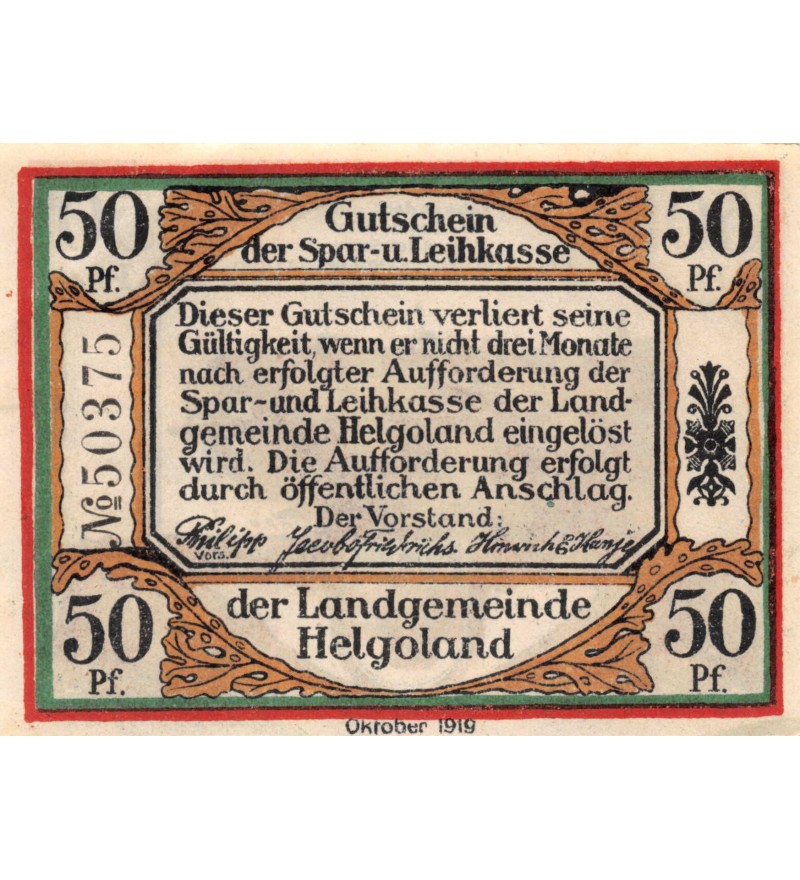 50 Pf.
Gutschein
der Spar-u. Leihkasse
50 Pf.
№ 50375
Dieser Gutschein verliert seine
Gültigkeit, wenn er nicht drei Monate
nach erfolgter Aufforderung der
Spar-und Leihkasse der Land-
gemeinde Helgoland eingelöst
wird. Die Aufforderung erfolgt
durch öffentlichen Anschlag.
Der Vorstand:
Philipp
Vors.
50 Pf.
der Landgemeinde
Helgoland
50 Pf.
Oktober 1919